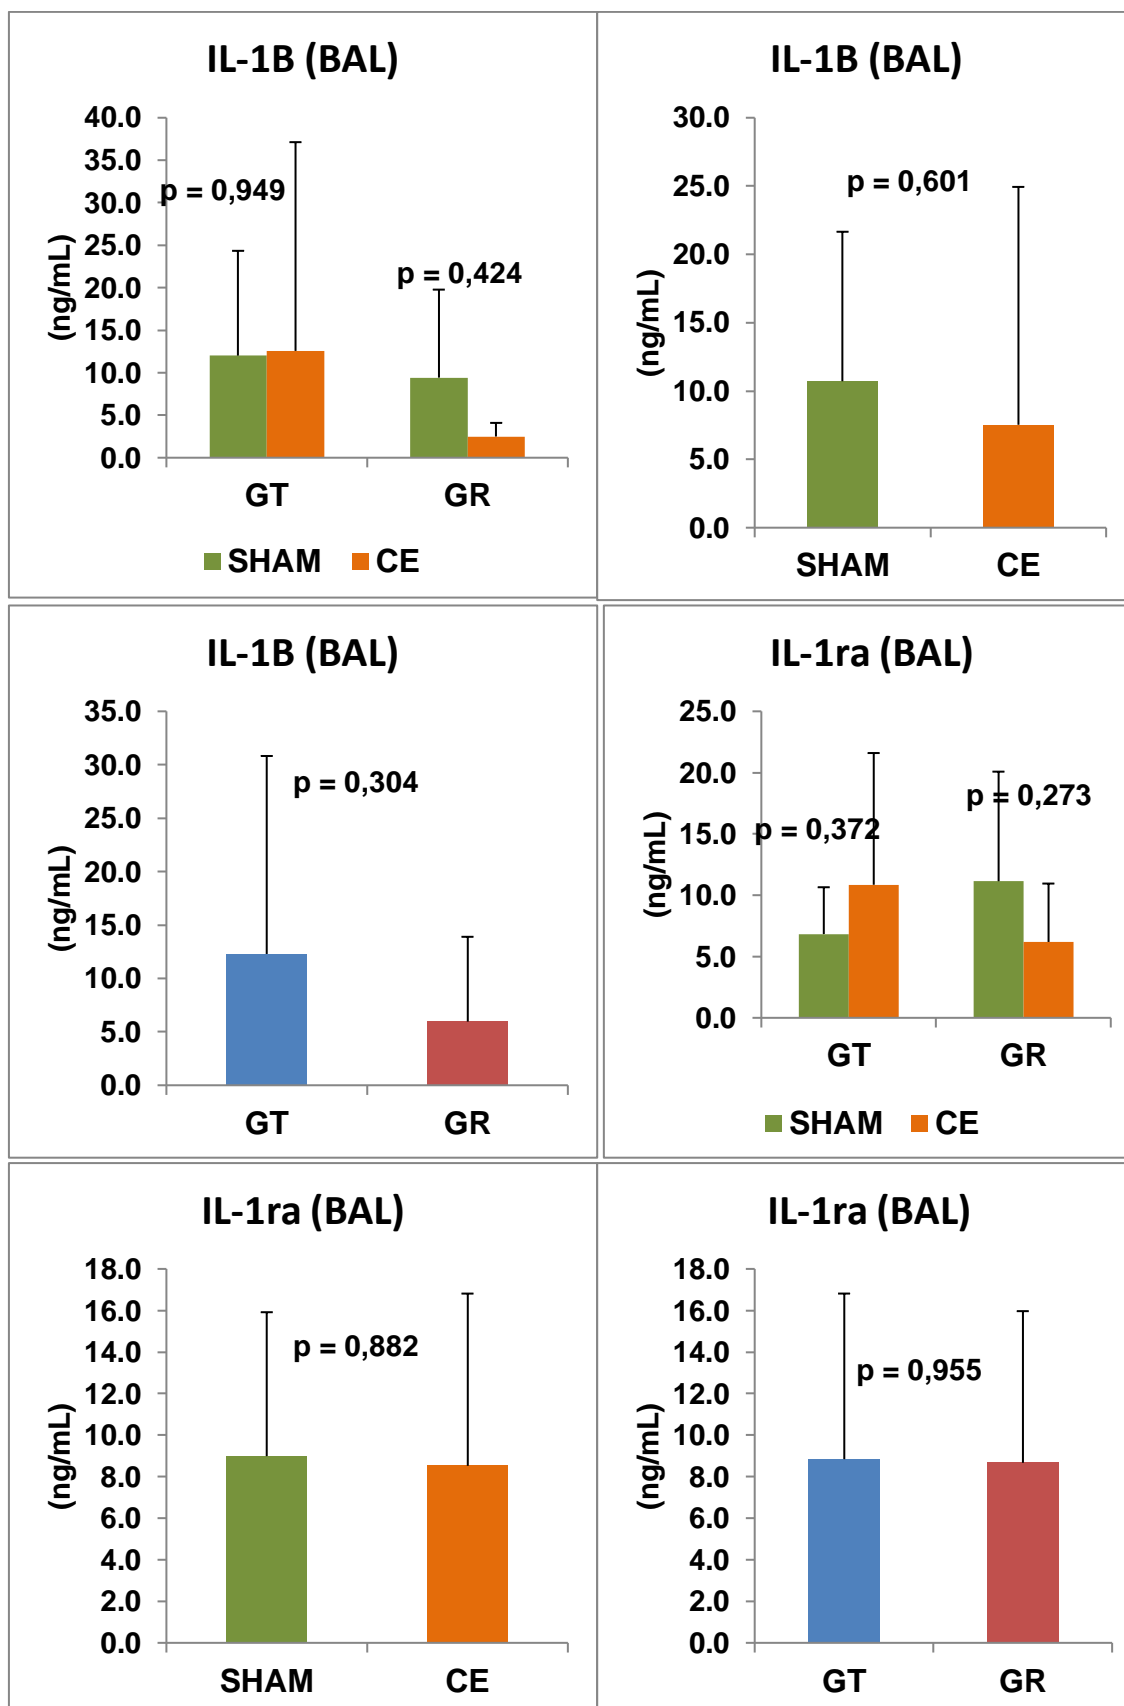 IL-1B (BAL)
40.0
35.0
30.0
25.0
20.0
15.0
10.0
5.0
0.0
(ng/mL)
p = 0,949
p = 0,424
GT GR
SHAM CE
IL-1B (BAL)
30.0
25.0
20.0
15.0
10.0
5.0
0.0
(ng/mL)
p = 0,601
SHAM CE
IL-1B (BAL)
35.0
30.0
25.0
20.0
15.0
10.0
5.0
0.0
(ng/mL)
p = 0,304
GT GR
IL-1ra (BAL)
25.0
20.0
15.0
10.0
5.0
0.0
(ng/mL)
p = 0,372
p = 0,273
GT GR
SHAM CE
IL-1ra (BAL)
18.0
16.0
14.0
12.0
10.0
8.0
6.0
4.0
2.0
0.0
(ng/mL)
p = 0,882
SHAM CE
IL-1ra (BAL)
18.0
16.0
14.0
12.0
10.0
8.0
6.0
4.0
2.0
0.0
(ng/mL)
p = 0,955
GT GR